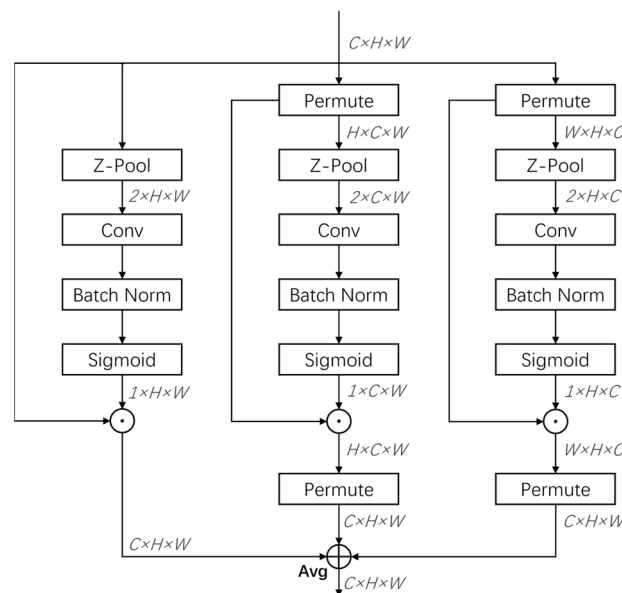 C×H×W
Permute
Permute
H×C×W
W×H×C
Z-Pool
Z-Pool
Z-Pool
2×H×W
2×C×W
2×H×C
Conv
Conv
Conv
Batch Norm
Batch Norm
Batch Norm
Sigmoid
Sigmoid
Sigmoid
1×H×W
1×C×W
1×H×C
H×C×W
W×H×C
Permute
Permute
C×H×W
C×H×W
C×H×W
Avg
C×H×W